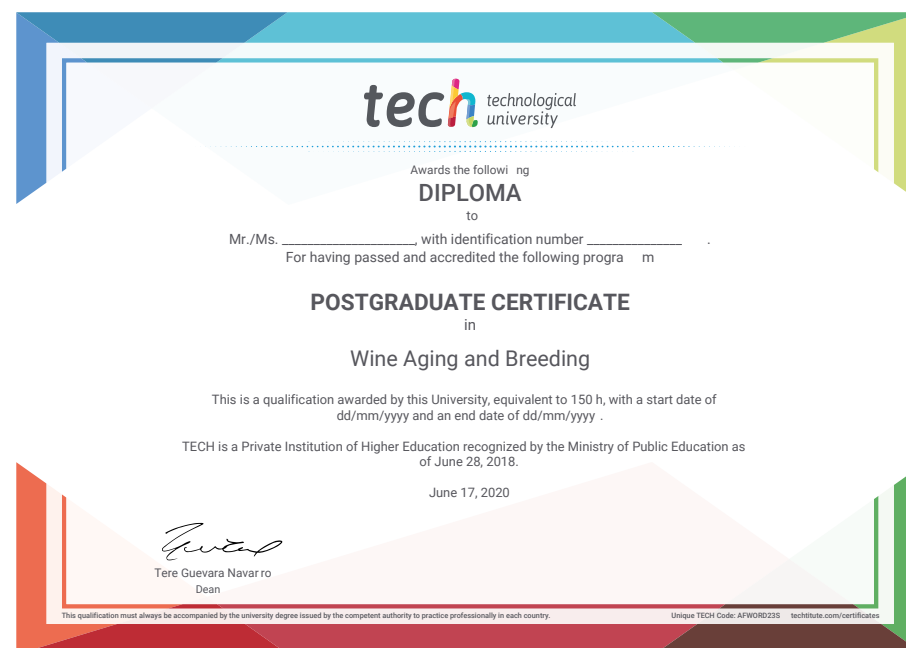 tech technological
university
Awards the followi ng
DIPLOMA
to
Mr./Ms. ____________________, with identification number ______________ .
For having passed and accredited the following progra m
POSTGRADUATE CERTIFICATE
in
Wine Aging and Breeding
This is a qualification awarded by this University, equivalent to 150 h, with a start date of
dd/mm/yyyy and an end date of dd/mm/yyyy .
TECH is a Private Institution of Higher Education recognized by the Ministry of Public Education as
of June 28, 2018.
June 17, 2020
Tere Guevara Navar ro
Dean
This qualification must always be accompanied by the university degree issued by the competent authority to practice professionally in each country. Unique TECH Code: AFWORD23S techtitute.com/certificates